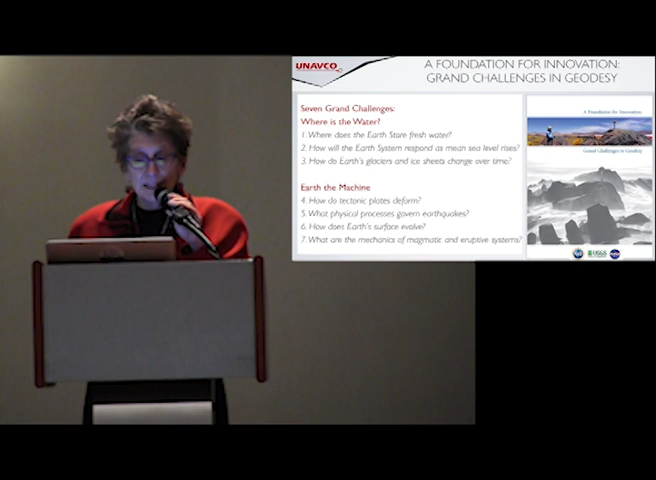 UNAVCO
A FOUNDATION FOR INNOVATION:
GRAND CHALLENGES IN GEODESY
Seven Grand Challenges:
Where is the Water?
1. Where does the Earth Store fresh water?
2. How will the Earth System respond as mean sea level rises?
3. How do Earth's glaciers and ice sheets change over time?
Earth the Machine
4. How do tectonic plates deform?
5. What physical processes govern earthquakes?
6. How does Earth's surface evolve?
7. What are the mechanics of magmatic and eruptive systems?
A Foundation for Innovation:
Grand Challenges in Geodesy
USGS